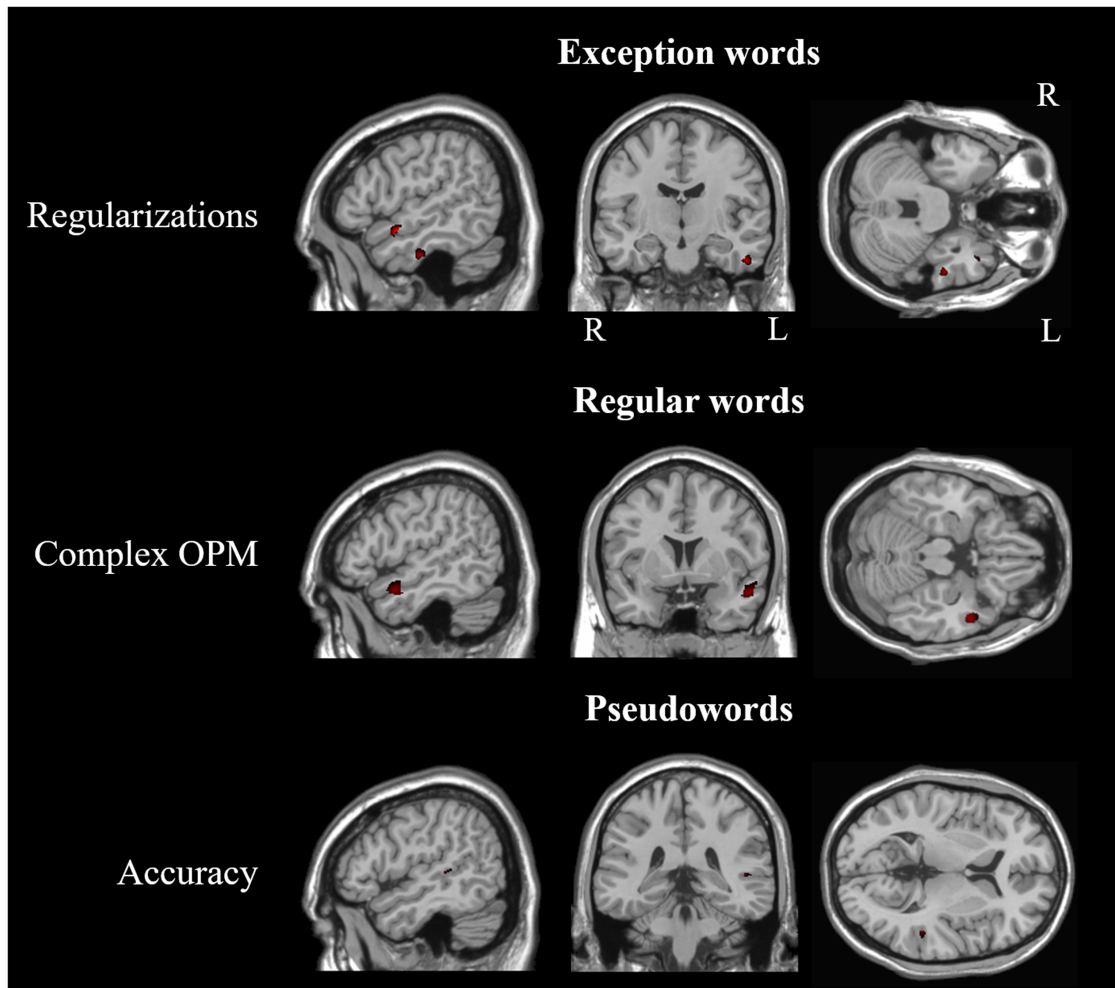 Exception words
R
Regularizations
R
L
L
Regular words
Complex OPM
Pseudowords
Accuracy